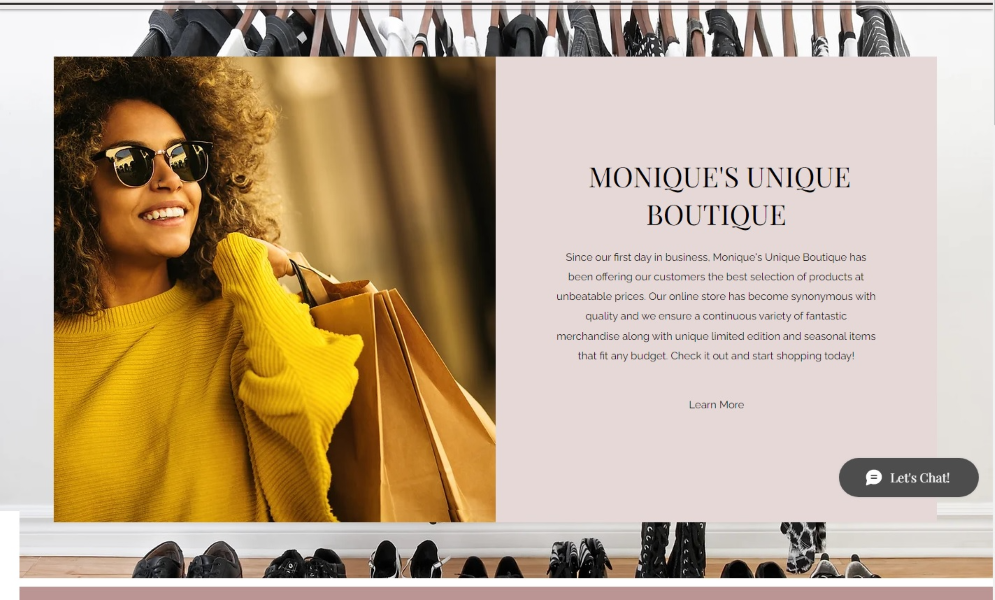 MONIQUE'S UNIQUE
BOUTIQUE
Since our first day in business, Monique's Unique Boutique has
been offering our customers the best selection of products at
unbeatable prices. Our online store has become synonymous with
quality and we ensure a continuous variety of fantastic
merchandise along with unique limited edition and seasonal items
that fit any budget. Check it out and start shopping today!
Learn More
Let's Chat!